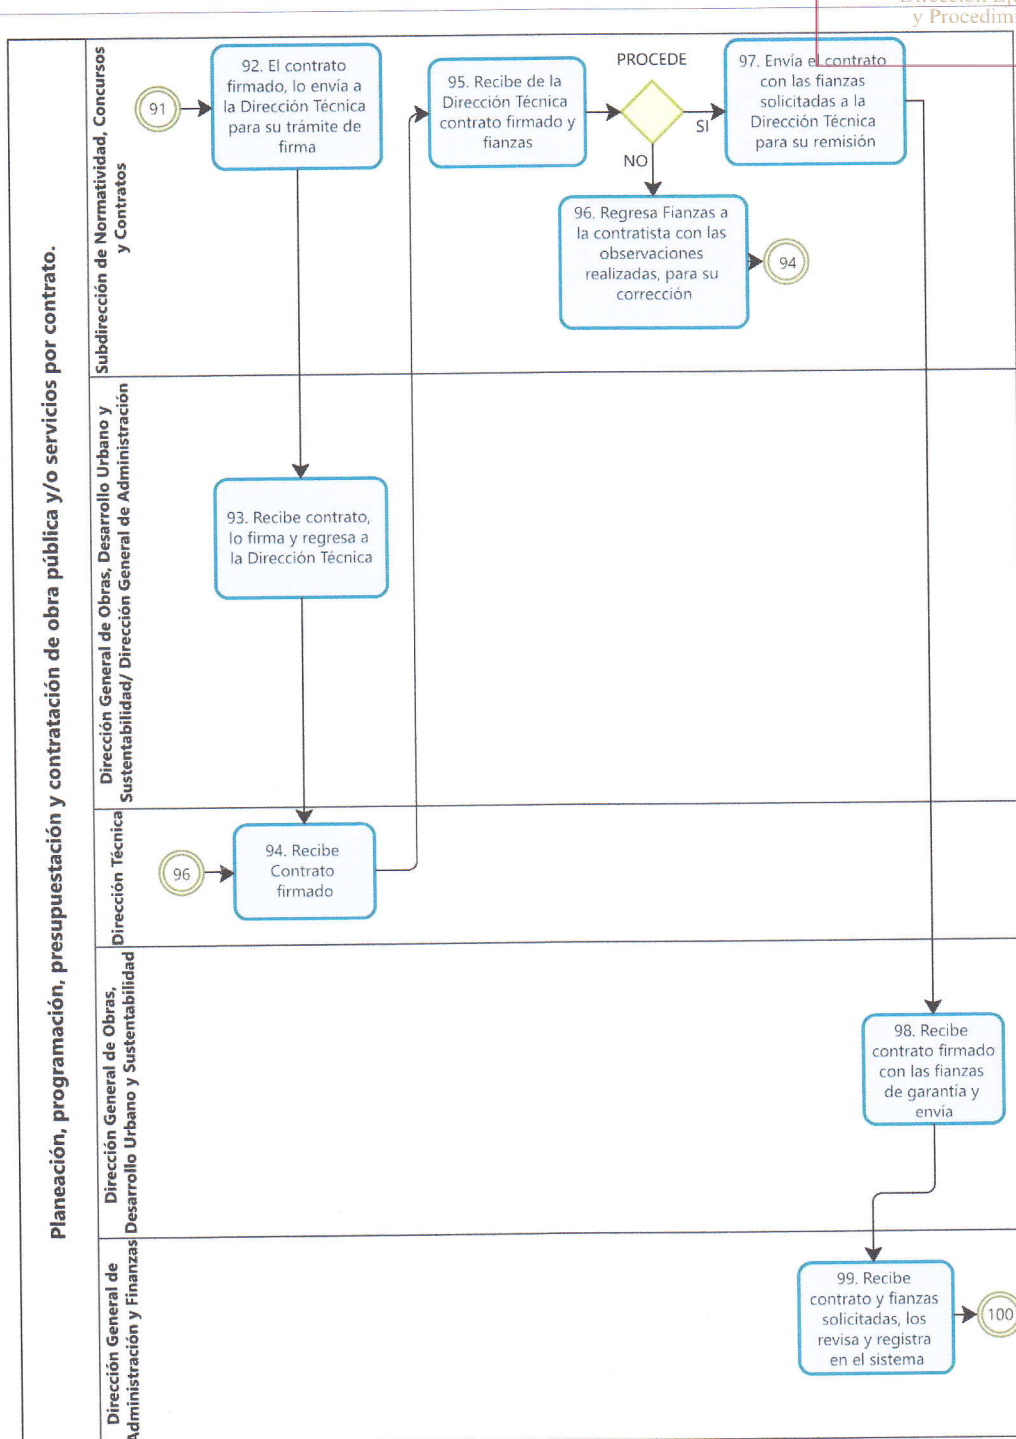 y Procedimi
Planeación, programación, presupuestación y contratación de obra pública y/o servicios por contrato.
Subdirección de Normatividad, Concursos
y Contratos
91
92. El contrato
firmado, lo envía a
la Dirección Técnica
para su trámite de
firma
95. Recibe de la
Dirección Técnica
contrato firmado y
fianzas
PROCEDE
SI
NO
97. Envía el contrato
con las fianzas
solicitadas a la
Dirección Técnica
para su remisión
96. Regresa Fianzas a
la contratista con las
observaciones
realizadas, para su
corrección
94
Dirección General de Obras, Desarrollo Urbano y
Sustentabilidad/ Dirección General de Administración
93. Recibe contrato,
lo firma y regresa a
la Dirección Técnica
Dirección Técnica
96
94. Recibe
Contrato
firmado
Dirección General de Obras,
Desarrollo Urbano y Sustentabilidad
98. Recibe
contrato firmado
con las fianzas
de garantía y
envía
Dirección General de
Administración y Finanzas
99. Recibe
contrato y fianzas
solicitadas, los
revisa y registra
en el sistema
100